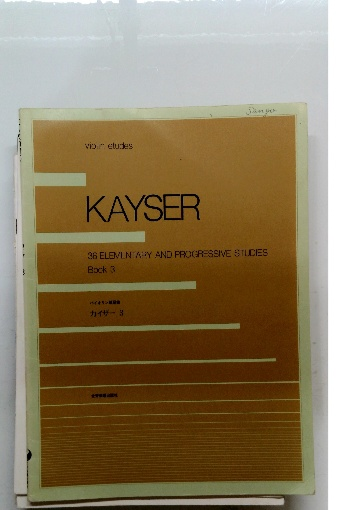 violin etudes
KAYSER
36 ELEMENTARY AND PROGRESSIVE STUDIES
Book 3
カイザー 3